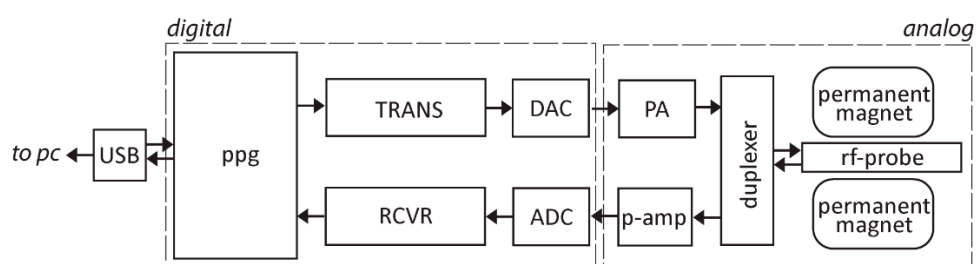 digital
analog
to pc
USB
ppg
TRANS
DAC
PA
duplexer
permanent
magnet
rf-probe
RCVR
ADC
p-amp
permanent
magnet